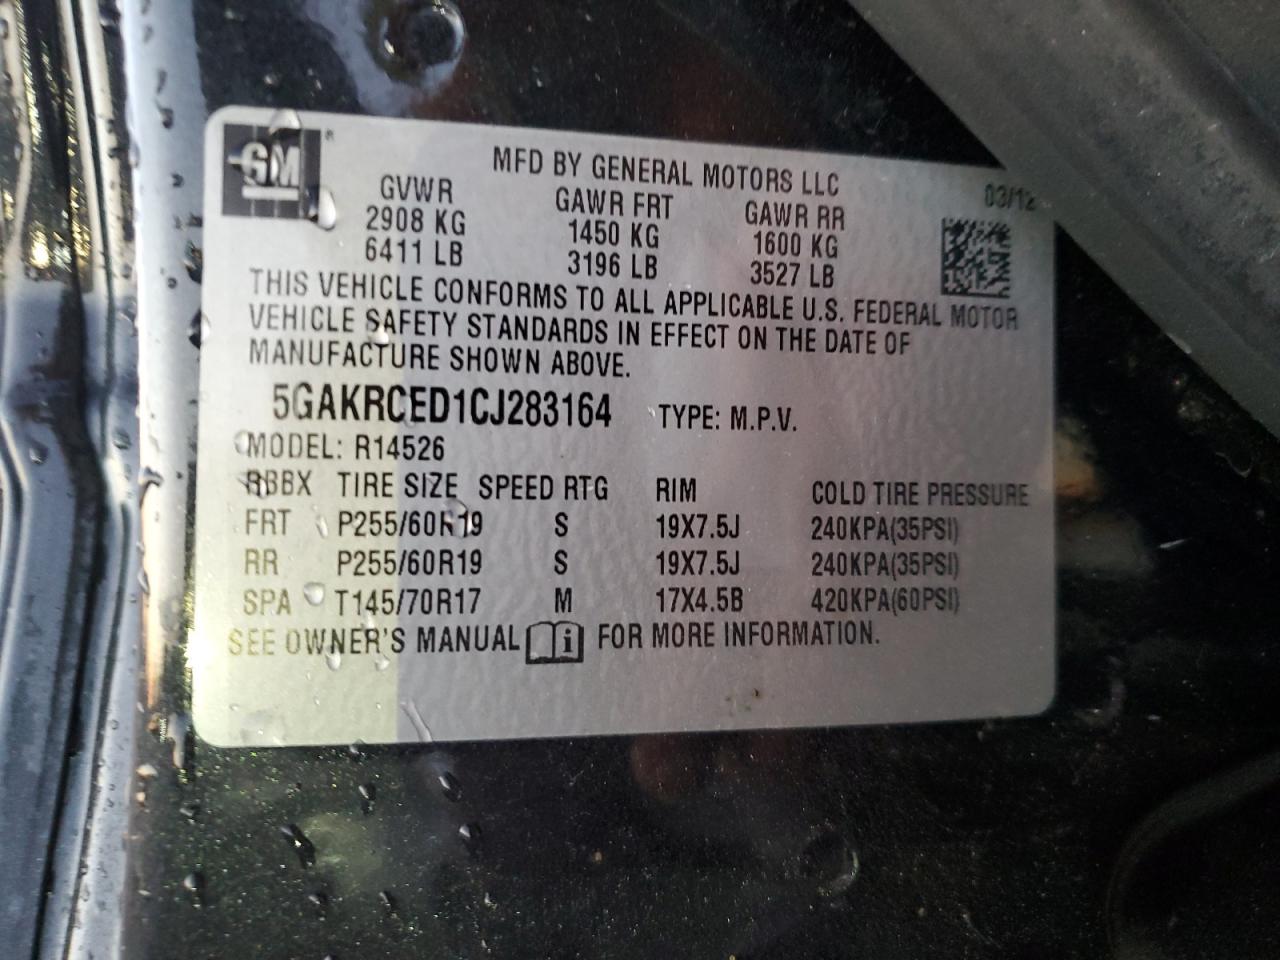 GM
MFD BY GENERAL MOTORS LLC
03/12
GVWR GAWR FRT GAWR RR
2908 KG 1450 KG 1600 KG
6411 LB 3196 LB 3527 LB
THIS VEHICLE CONFORMS TO ALL APPLICABLE U.S. FEDERAL MOTOR
VEHICLE SAFETY STANDARDS IN EFFECT ON THE DATE OF
MANUFACTURE SHOWN ABOVE.
5GAKRCED1CJ283164 TYPE: M.P.V.
MODEL: R14526
RBBX TIRE SIZE SPEED RTG RIM COLD TIRE PRESSURE
FRT P255/60R19 S 19X7.5J 240KPA(35PSI)
RR P255/60R19 S 19X7.5J 240KPA(35PSI)
SPA T145/70R17 M 17X4.5B 420KPA(60PSI)
SEE OWNER'S MANUAL i FOR MORE INFORMATION.